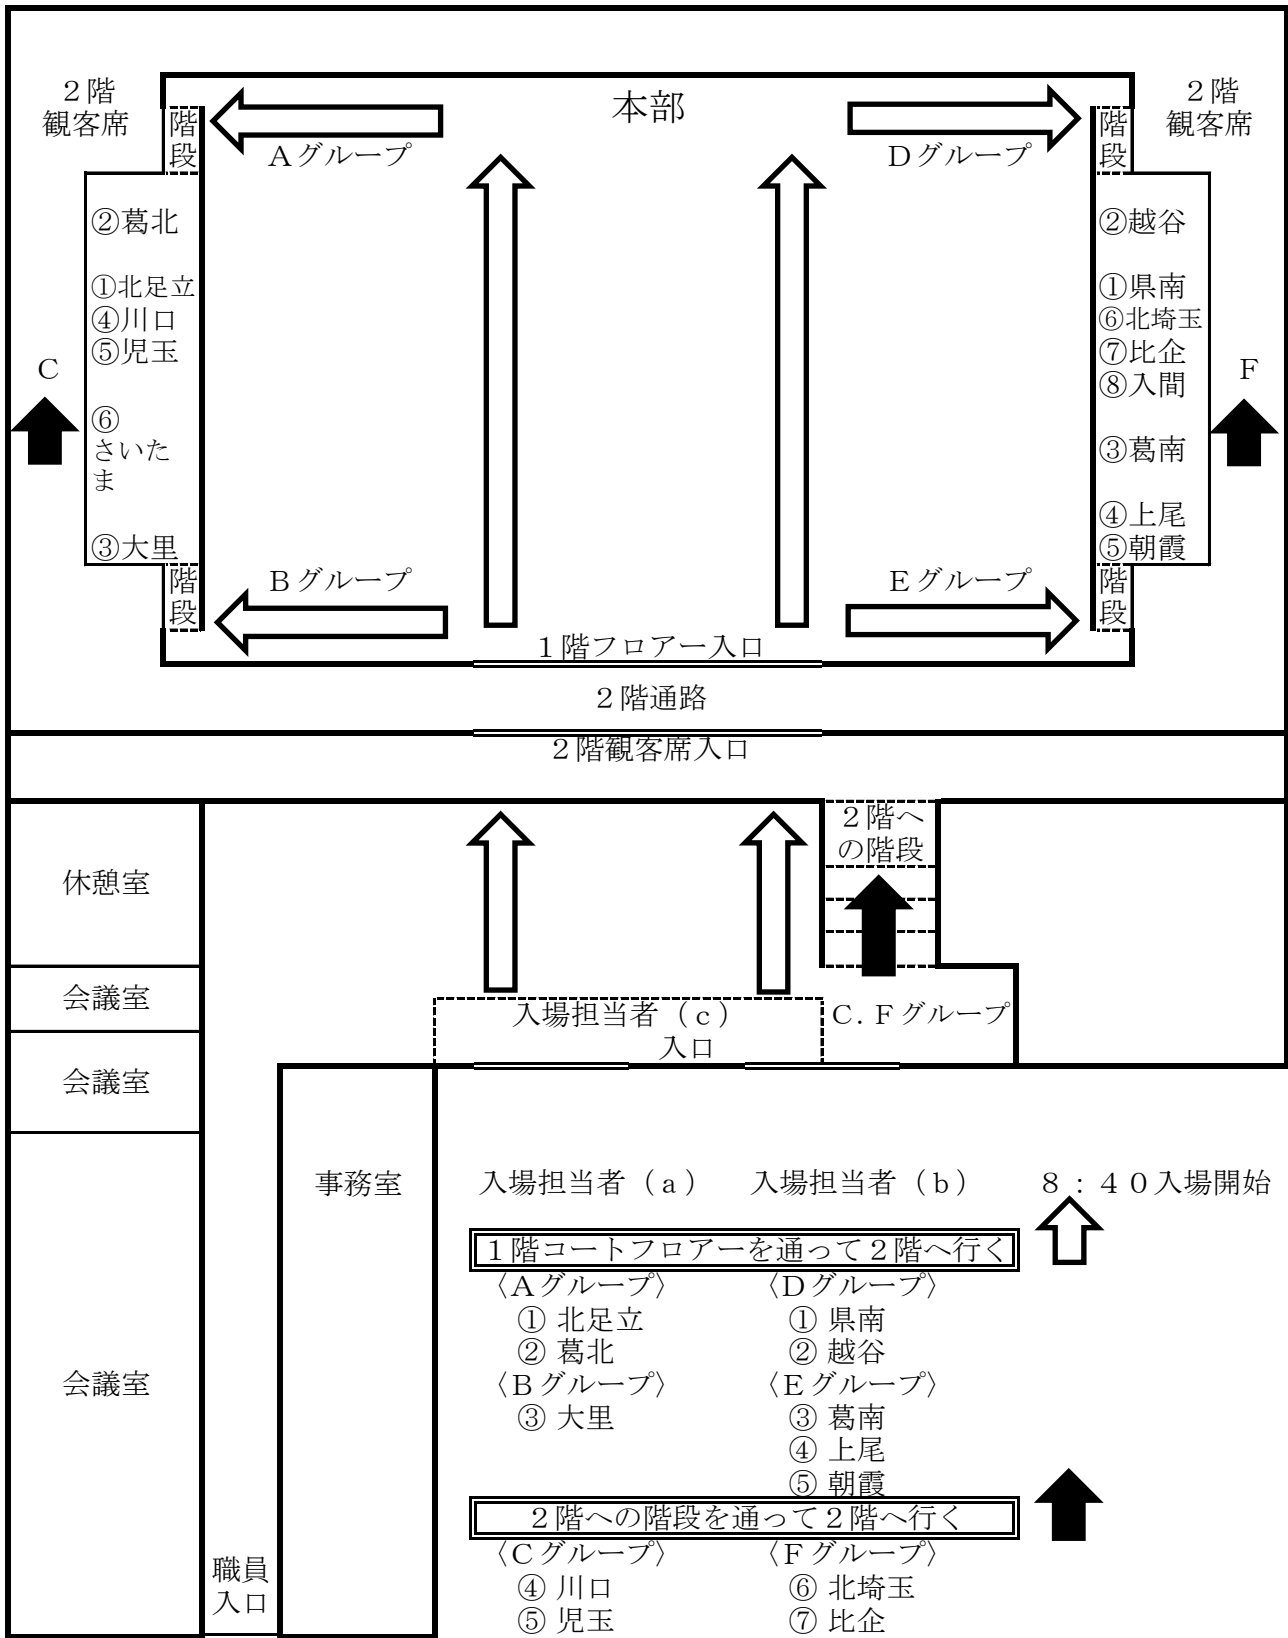 本部
２階
観客席
２階
観客席
階
段
階
段
Ａグループ
Ｄグループ
②葛北
①北足立
④川口
⑤児玉
⑥
さいた
ま
③大里
②越谷
①県南
⑥北埼玉
⑦比企
⑧入間
③葛南
④上尾
⑤朝霞
Ｃ
Ｆ
階
段
階
段
Ｂグループ
Ｅグループ
１階フロアー入口
２階通路
２階観客席入口
２階へ
の階段
休憩室
会議室
会議室
会議室
入場担当者（ｃ）
入口
Ｃ．Ｆグループ
事務室
職員
入口
入場担当者（ａ）
入場担当者（ｂ）
８：４０入場開始
１階コートフロアーを通って２階へ行く
〈Ａグループ〉
① 北足立
② 葛北
〈Ｂグループ〉
③ 大里
〈Ｄグループ〉
① 県南
② 越谷
〈Ｅグループ〉
③ 葛南
④ 上尾
⑤ 朝霞
２階への階段を通って２階へ行く
〈Ｃグループ〉
④ 川口
⑤ 児玉
〈Ｆグループ〉
⑥ 北埼玉
⑦ 比企